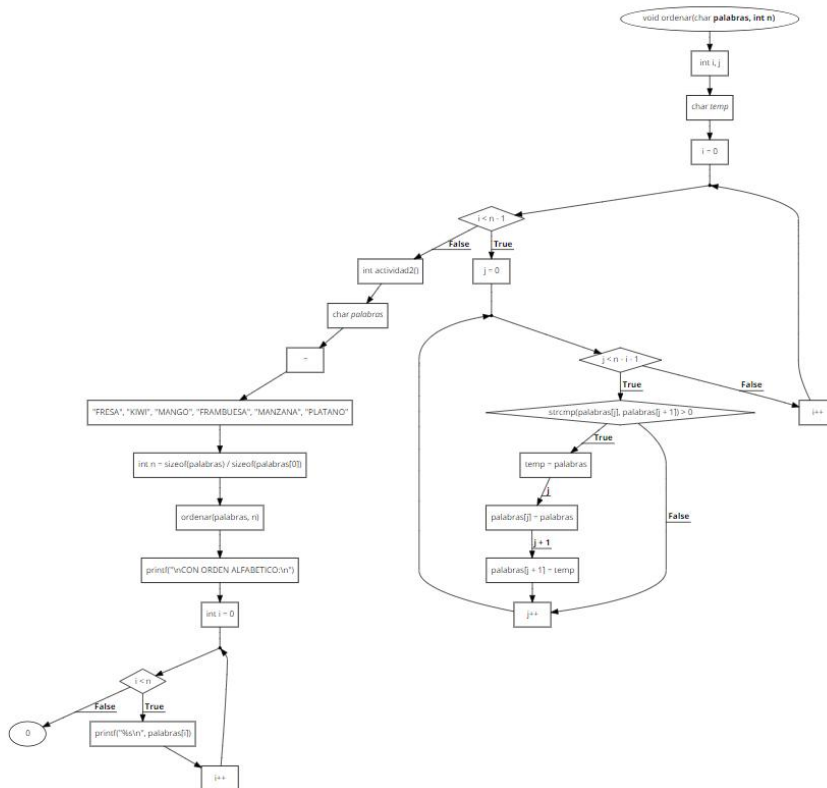 void ordenar(char palabras, int n)
int i, j
char temp
i = 0
i < n - 1
False
True
int actividad2()
j = 0
char palabras
=
j < n - i - 1
True
False
"FRESA", "KIWI", "MANGO", "FRAMBUESA", "MANZANA", "PLATANO"
strcmp(palabras[j], palabras[j + 1]) > 0
i++
True
int n = sizeof(palabras) / sizeof(palabras[0])
temp = palabras
j
ordenar(palabras, n)
palabras[j] = palabras
False
j + 1
printf("\nCON ORDEN ALFABETICO:\n")
palabras[j + 1] = temp
int i = 0
j++
i < n
False
True
0
printf("%s\n", palabras[i])
i++